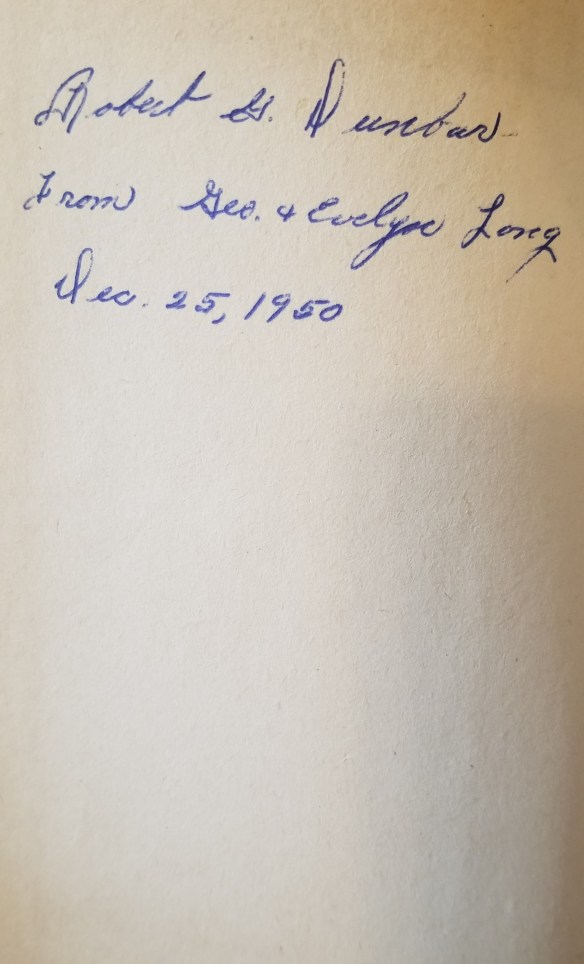 Robert G. Dunbar
From Geo. & Evelyn Long
Dec. 25, 1950